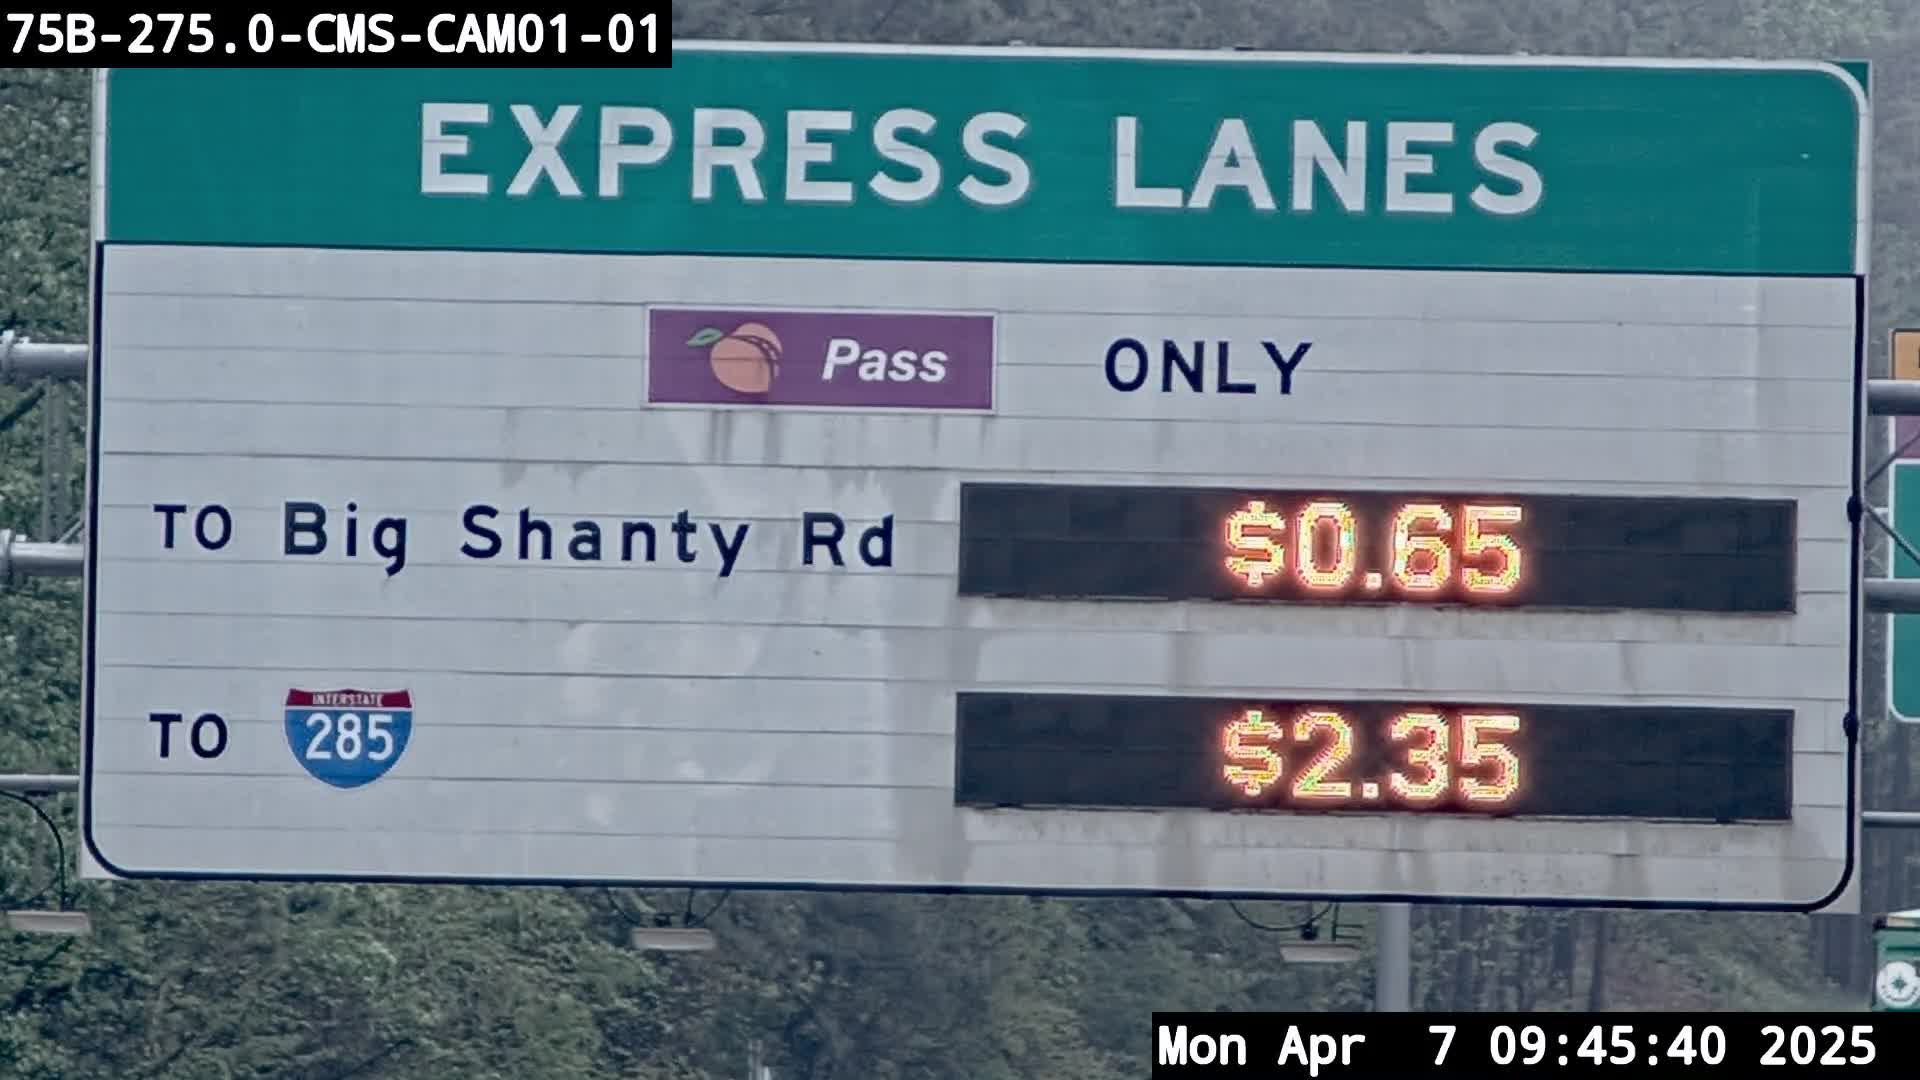 75B-275.0-CMS-CAM01-01
EXPRESS LANES
Pass ONLY
TO Big Shanty Rd $0.65
TO INTERSTATE 285 $2.35
Mon Apr 7 09:45:40 2025